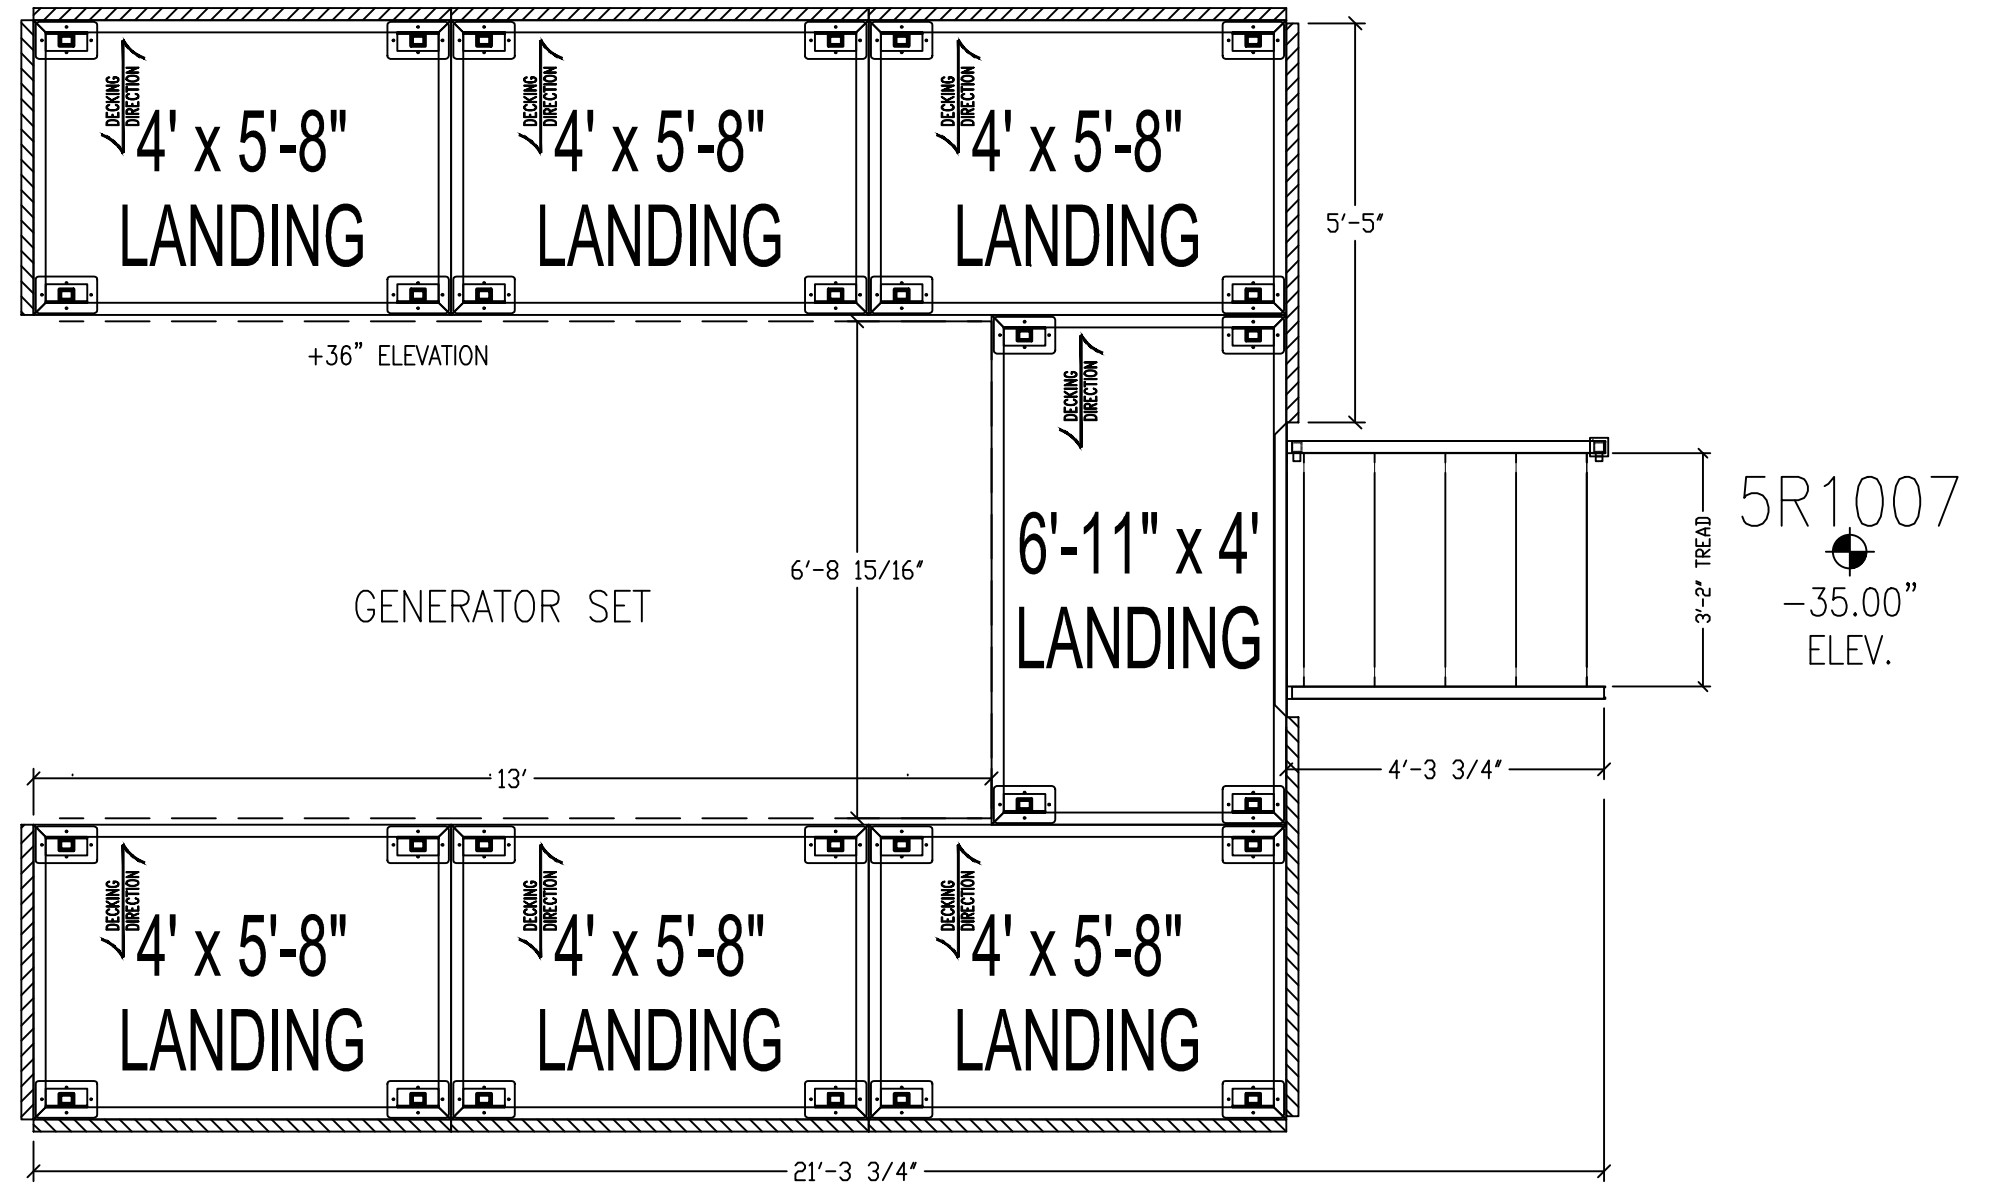 DECKING
DIRECTION
4' x 5'-8"
LANDING
DECKING
DIRECTION
4' x 5'-8"
LANDING
DECKING
DIRECTION
4' x 5'-8"
LANDING
5'-5"
+36" ELEVATION
DECKING
DIRECTION
6'-11" x 4'
LANDING
6'-8 15/16"
GENERATOR SET
3'-2" TREAD
5R1007
-35.00"
ELEV.
13'
4'-3 3/4"
DECKING
DIRECTION
4' x 5'-8"
LANDING
DECKING
DIRECTION
4' x 5'-8"
LANDING
DECKING
DIRECTION
4' x 5'-8"
LANDING
21'-3 3/4"